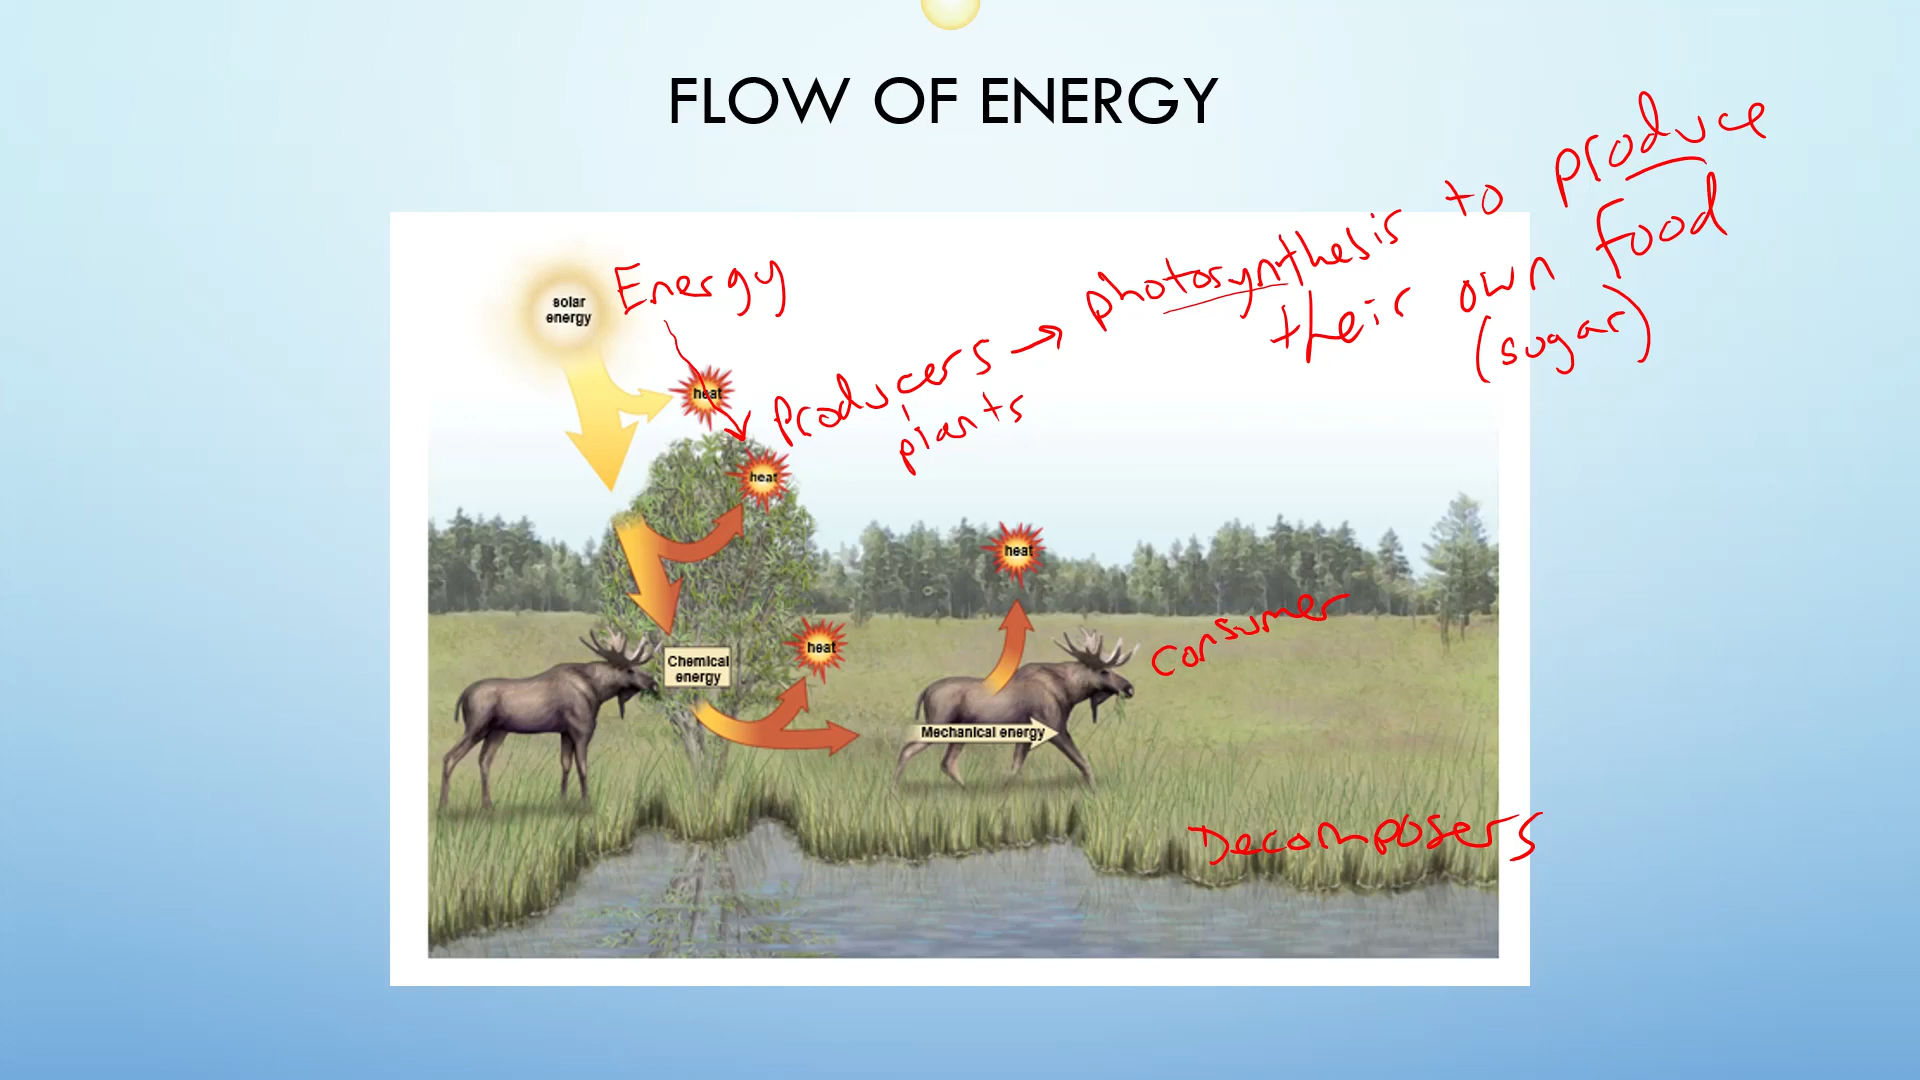 FLOW OF ENERGY
solar
energy
Energy
heat
Producers → photosynthesis to produce
their own food
(sugar)
plants
heat
heat
Consumer
heat
Chemical
energy
Mechanical energy
Decomposers